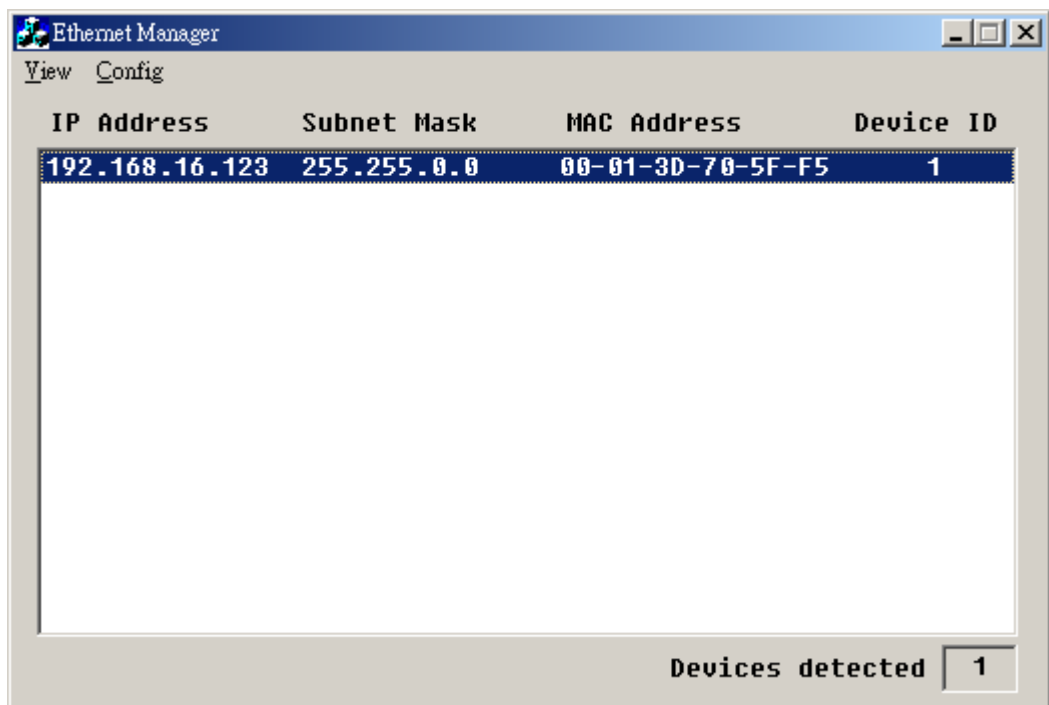 Ethernet Manager
View Config
IP Address Subnet Mask MAC Address Device ID
192.168.16.123 255.255.0.0 00-01-3D-70-5F-F5 1
Devices detected 1